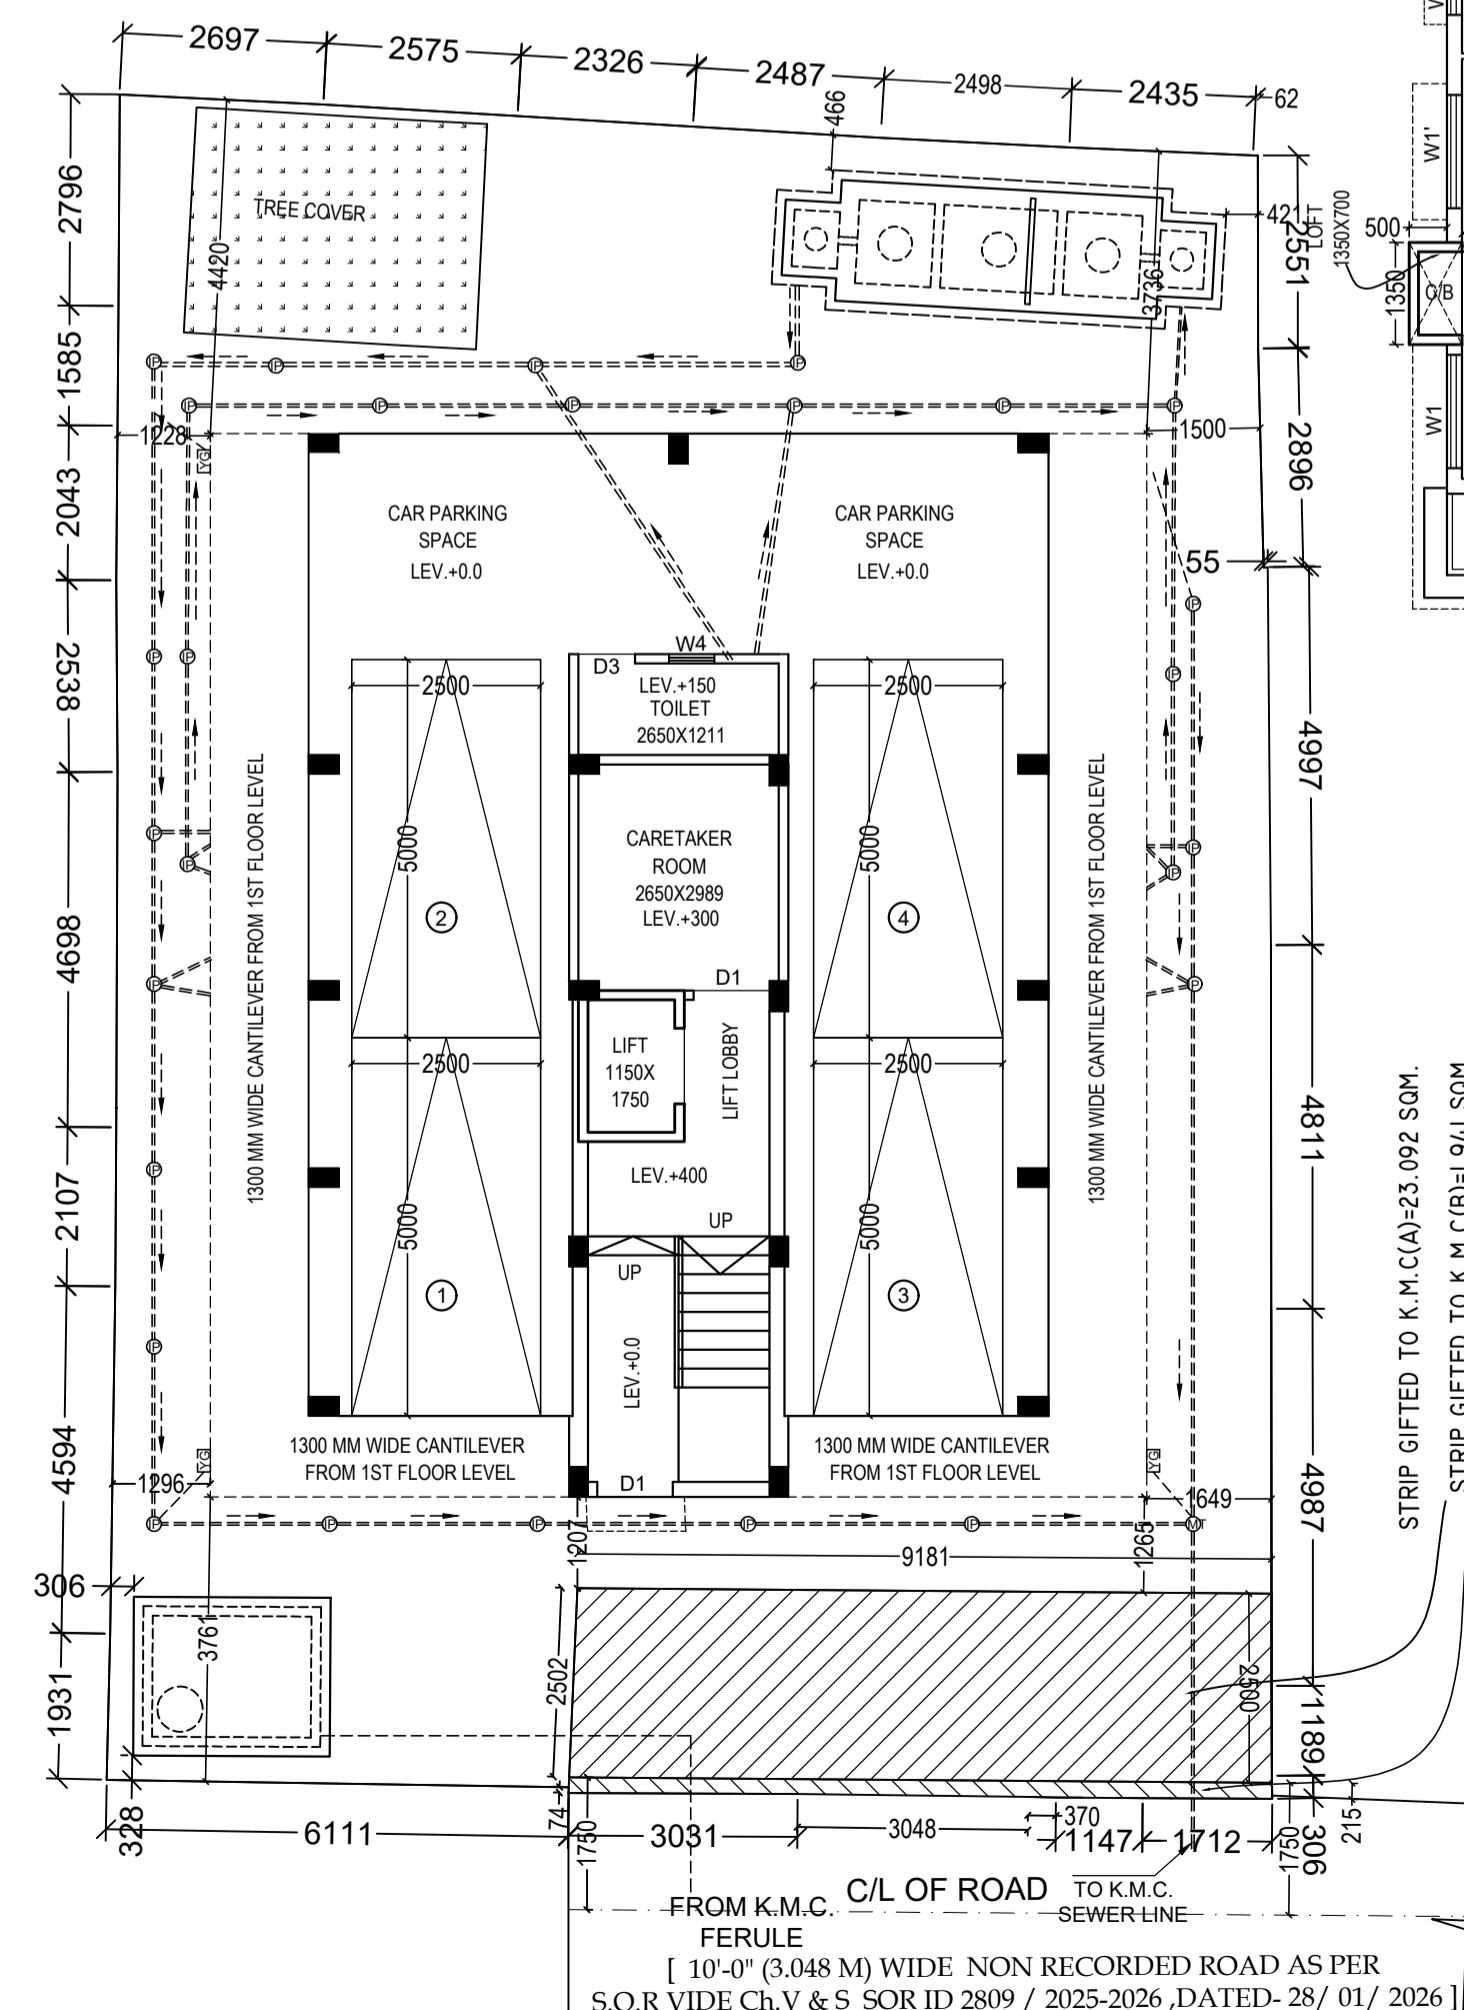 2697
2575
2326
2487
2498
2435
62
466
2796
1585
2043
2538
4698
2107
4594
1931
TREE COVER
4420
3736
421
2551
2896
55
4997
4811
4987
1189
306
LOFT
1350X700
500
1350
C/B
W1'
W1
1228
1500
YG
IP
CAR PARKING
SPACE
LEV.+0.0
CAR PARKING
SPACE
LEV.+0.0
W4
D3
LEV.+150
TOILET
2650X1211
2500
2500
5000
5000
CARETAKER
ROOM
2650X2989
LEV.+300
2
4
D1
1300 MM WIDE CANTILEVER FROM 1ST FLOOR LEVEL
1300 MM WIDE CANTILEVER FROM 1ST FLOOR LEVEL
LIFT
1150X
1750
LIFT LOBBY
2500
2500
5000
5000
LEV.+400
UP
UP
1
3
LEV.+0.0
1300 MM WIDE CANTILEVER
FROM 1ST FLOOR LEVEL
1300 MM WIDE CANTILEVER
FROM 1ST FLOOR LEVEL
D1
YG
YG
1296
1649
MT
1207
9181
1265
306
3761
2502
2500
STRIP GIFTED TO K.M.C(A)=23.092 SQM.
328
6111
74
1750
3031
3048
370
1147
1712
1750
215
C/L OF ROAD
TO K.M.C.
SEWER LINE
FROM K.M.C.
FERULE
[ 10'-0" (3.048 M) WIDE NON RECORDED ROAD AS PER
S.O.R VIDE Ch.V & S SOR ID 2809 / 2025-2026 ,DATED- 28/ 01/ 2026 ]